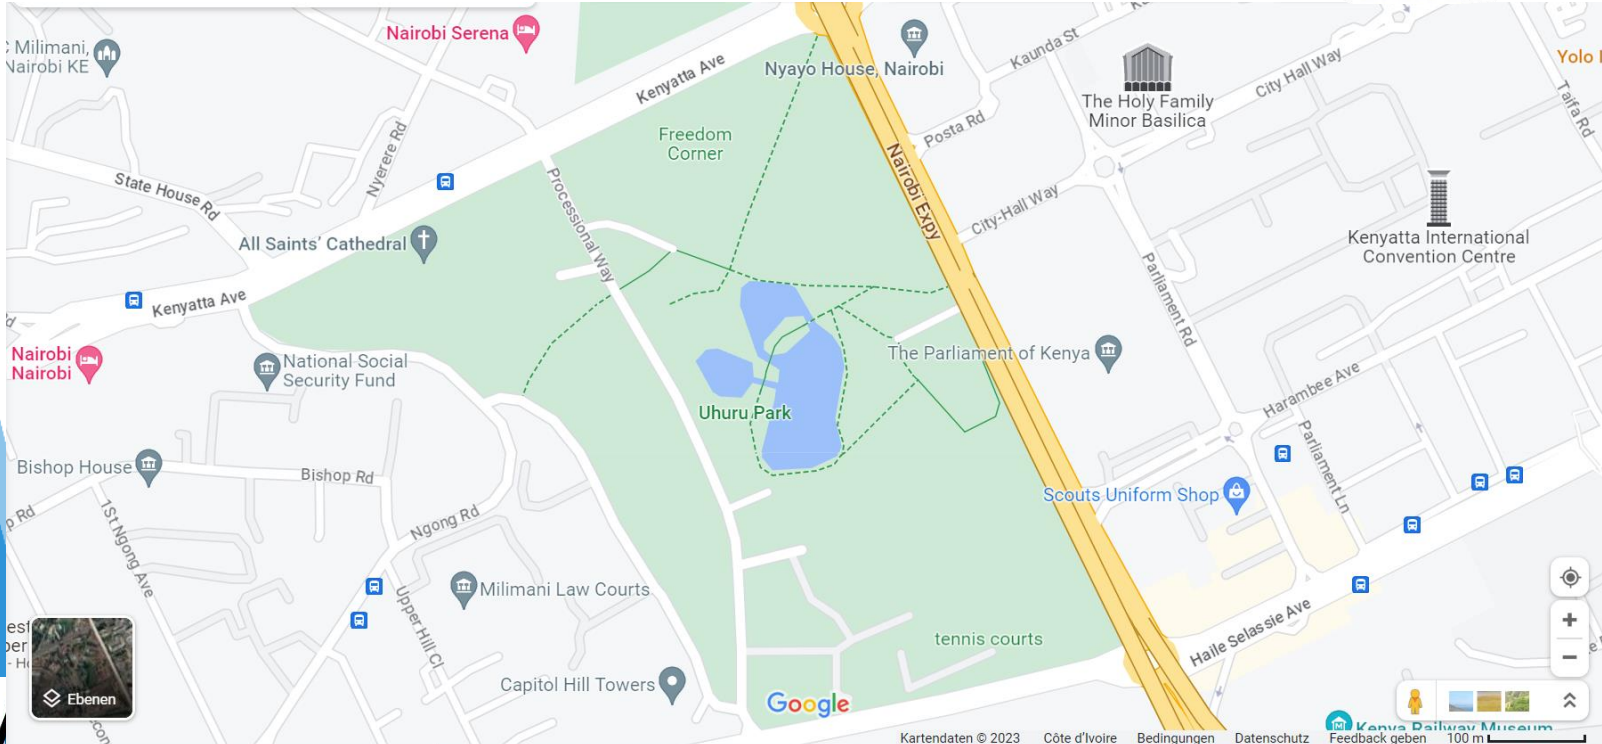 Nairobi Serena
Milimani,
Nairobi KE
Nyayo House, Nairobi
Kenyatta Ave
Kaunda St
The Holy Family
Minor Basilica
City Hall Way
Yolo
Taifa Rd
Posta Rd
Freedom
Corner
Nyerere Rd
State House Rd
Processional Way
Nairobi Expy
City-Hall Way
All Saints' Cathedral
Kenyatta International
Convention Centre
Parliament Rd
Kenyatta Ave
Nairobi
Nairobi
National Social
Security Fund
The Parliament of Kenya
Harambee Ave
Uhuru Park
Parliament Ln
Bishop House
Bishop Rd
Scouts Uniform Shop
Rd
1St Ngong Ave
Ngong Rd
Milimani Law Courts
Upper Hill Cl
tennis courts
Haile Selassie Ave
Capitol Hill Towers
Ebenen
Google
Kenya Railway Museum
Kartendaten © 2023 Côte d'Ivoire Bedingungen Datenschutz Feedback geben 100 m